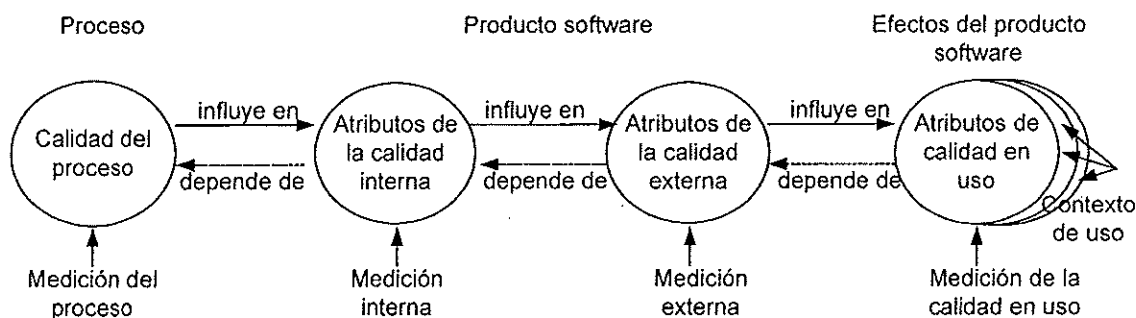 Proceso
Producto software
Efectos del producto
software
influye en
influye en
influye en
Calidad del
proceso
Atributos de
la calidad
interna
Atributos de
la calidad
externa
Atributos de
calidad en
uso
depende de
depende de
depende de
Contexto
de uso
Medición del
proceso
Medición
interna
Medición
externa
Medición de la
calidad en uso